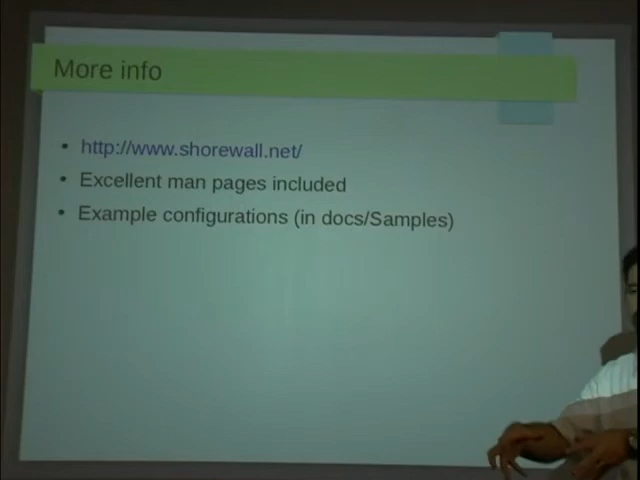 More info
• http://www.shorewall.net/
• Excellent man pages included
• Example configurations (in docs/Samples)